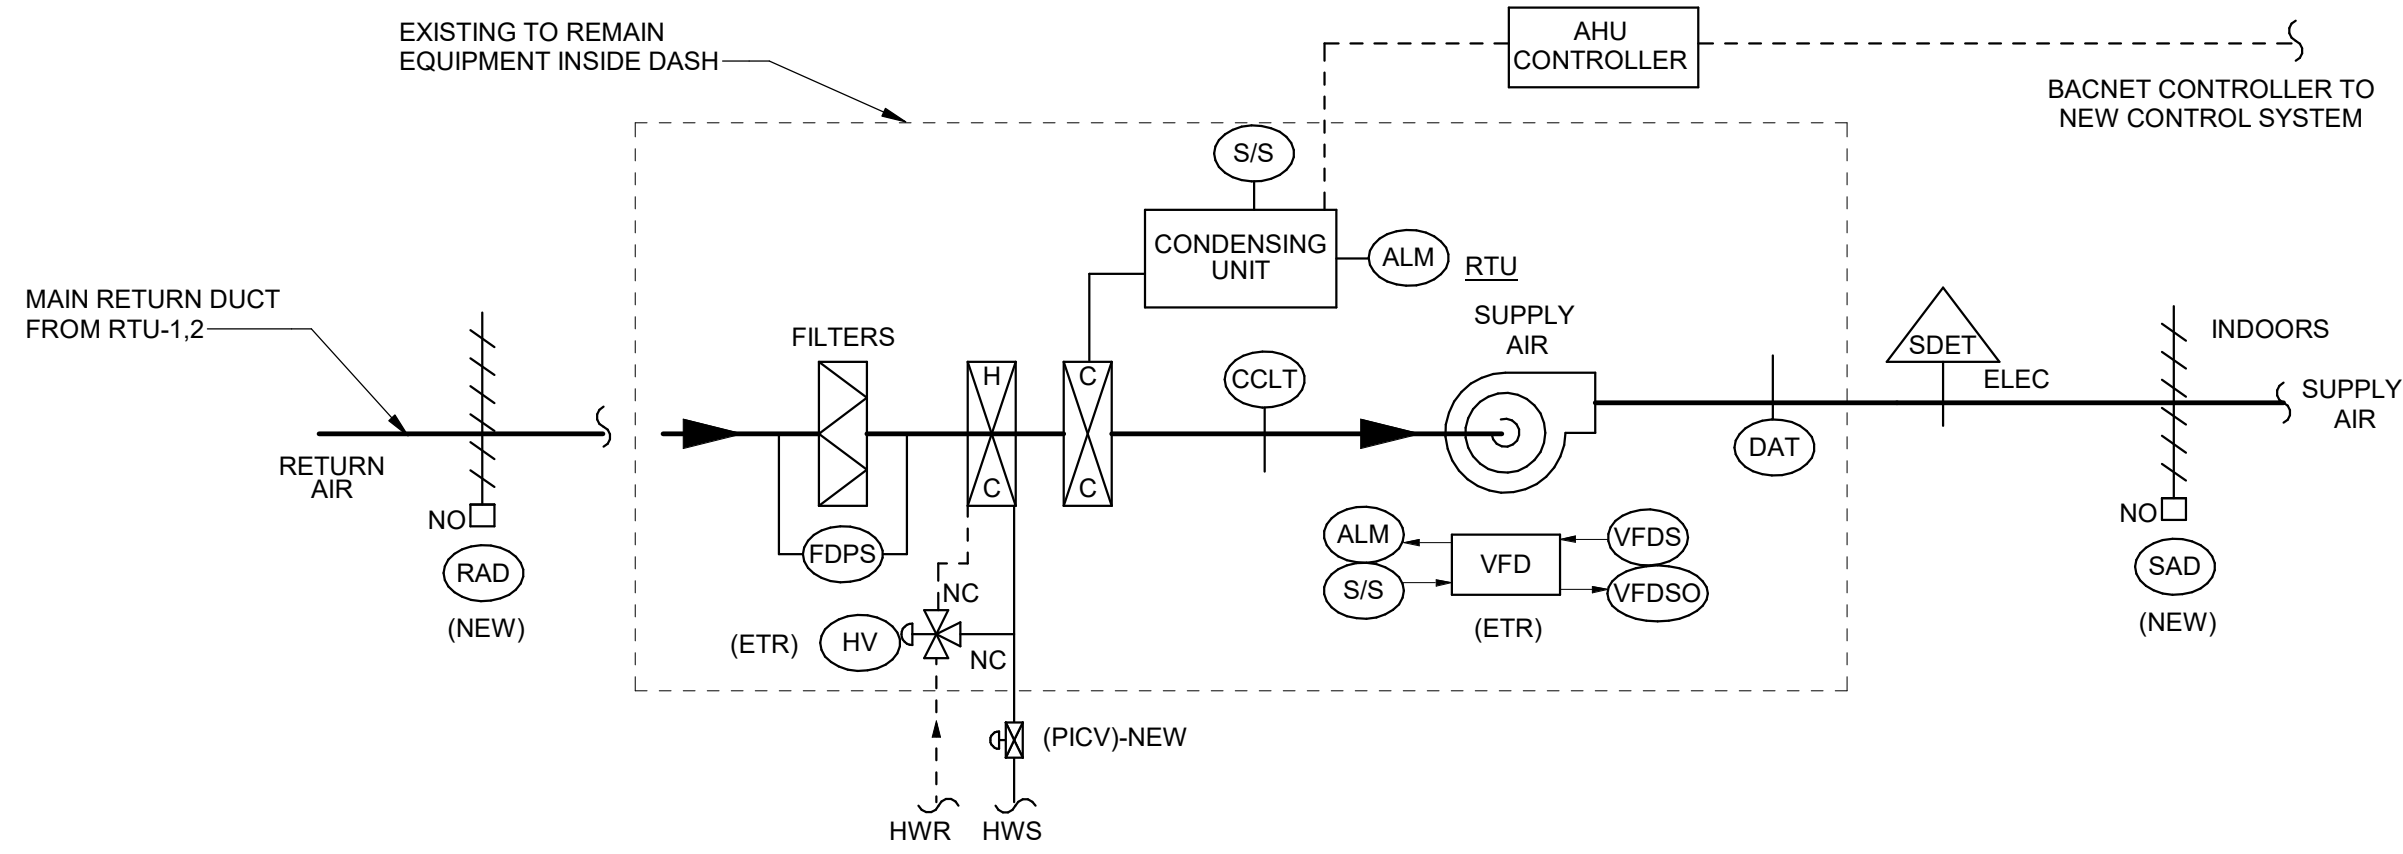 EXISTING TO REMAIN
EQUIPMENT INSIDE DASH
AHU
CONTROLLER
BACNET CONTROLLER TO
NEW CONTROL SYSTEM
S/S
CONDENSING
UNIT
ALM
RTU
MAIN RETURN DUCT
FROM RTU-1,2
FILTERS
SUPPLY
AIR
SDET
ELEC
INDOORS
SUPPLY
AIR
H
C
C
C
CCLT
DAT
RETURN
AIR
NO
RAD
(NEW)
FDPS
NC
(ETR)
HV
NC
ALM
S/S
VFD
VFDS
VFDSO
(ETR)
NO
SAD
(NEW)
(PICV)-NEW
HWR
HWS